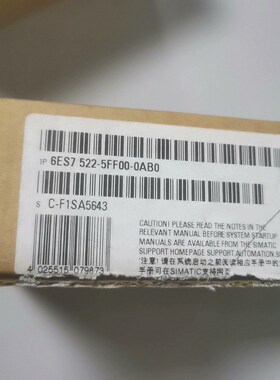 1P 6ES7 522-5FF00-0AB0
S C-F1SA5643
CAUTION! PLEASE READ THE NOTES IN THE
RELEVANT MANUAL BEFORE SYSTEM STARTUP
MANUALS ARE AVAILABLE FROM THE SIMATIC
SUPPORT HOMEPAGE SUPPORT.AUTOMATION.S
注意! 请在系统启动之前阅读相应手册中的
手册可在SIMATIC支持网页
4 025515 079873